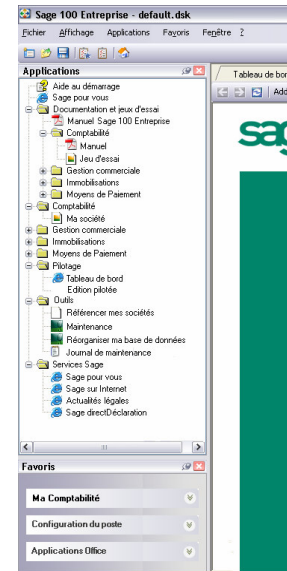 Sage 100 Entreprise - default.dsk
Fichier Affichage Applications Favoris Fenêtre ?
Applications
Tableau de bor
Add
Aide au démarrage
Sage pour vous
Documentation et jeux d'essai
Manuel Sage 100 Entreprise
Comptabilité
Manuel
Jeu d'essai
Gestion commerciale
Immobilisations
Moyens de Paiement
Comptabilité
Ma société
Gestion commerciale
Immobilisations
Moyens de Paiement
Pilotage
Tableau de bord
Edition pilotée
Outils
Référencer mes sociétés
Maintenance
Réorganiser ma base de données
Journal de maintenance
Services Sage
Sage pour vous
Sage sur Internet
Actualités légales
Sage directDéclaration
Favoris
Ma Comptabilité
Configuration du poste
Applications Office
sag